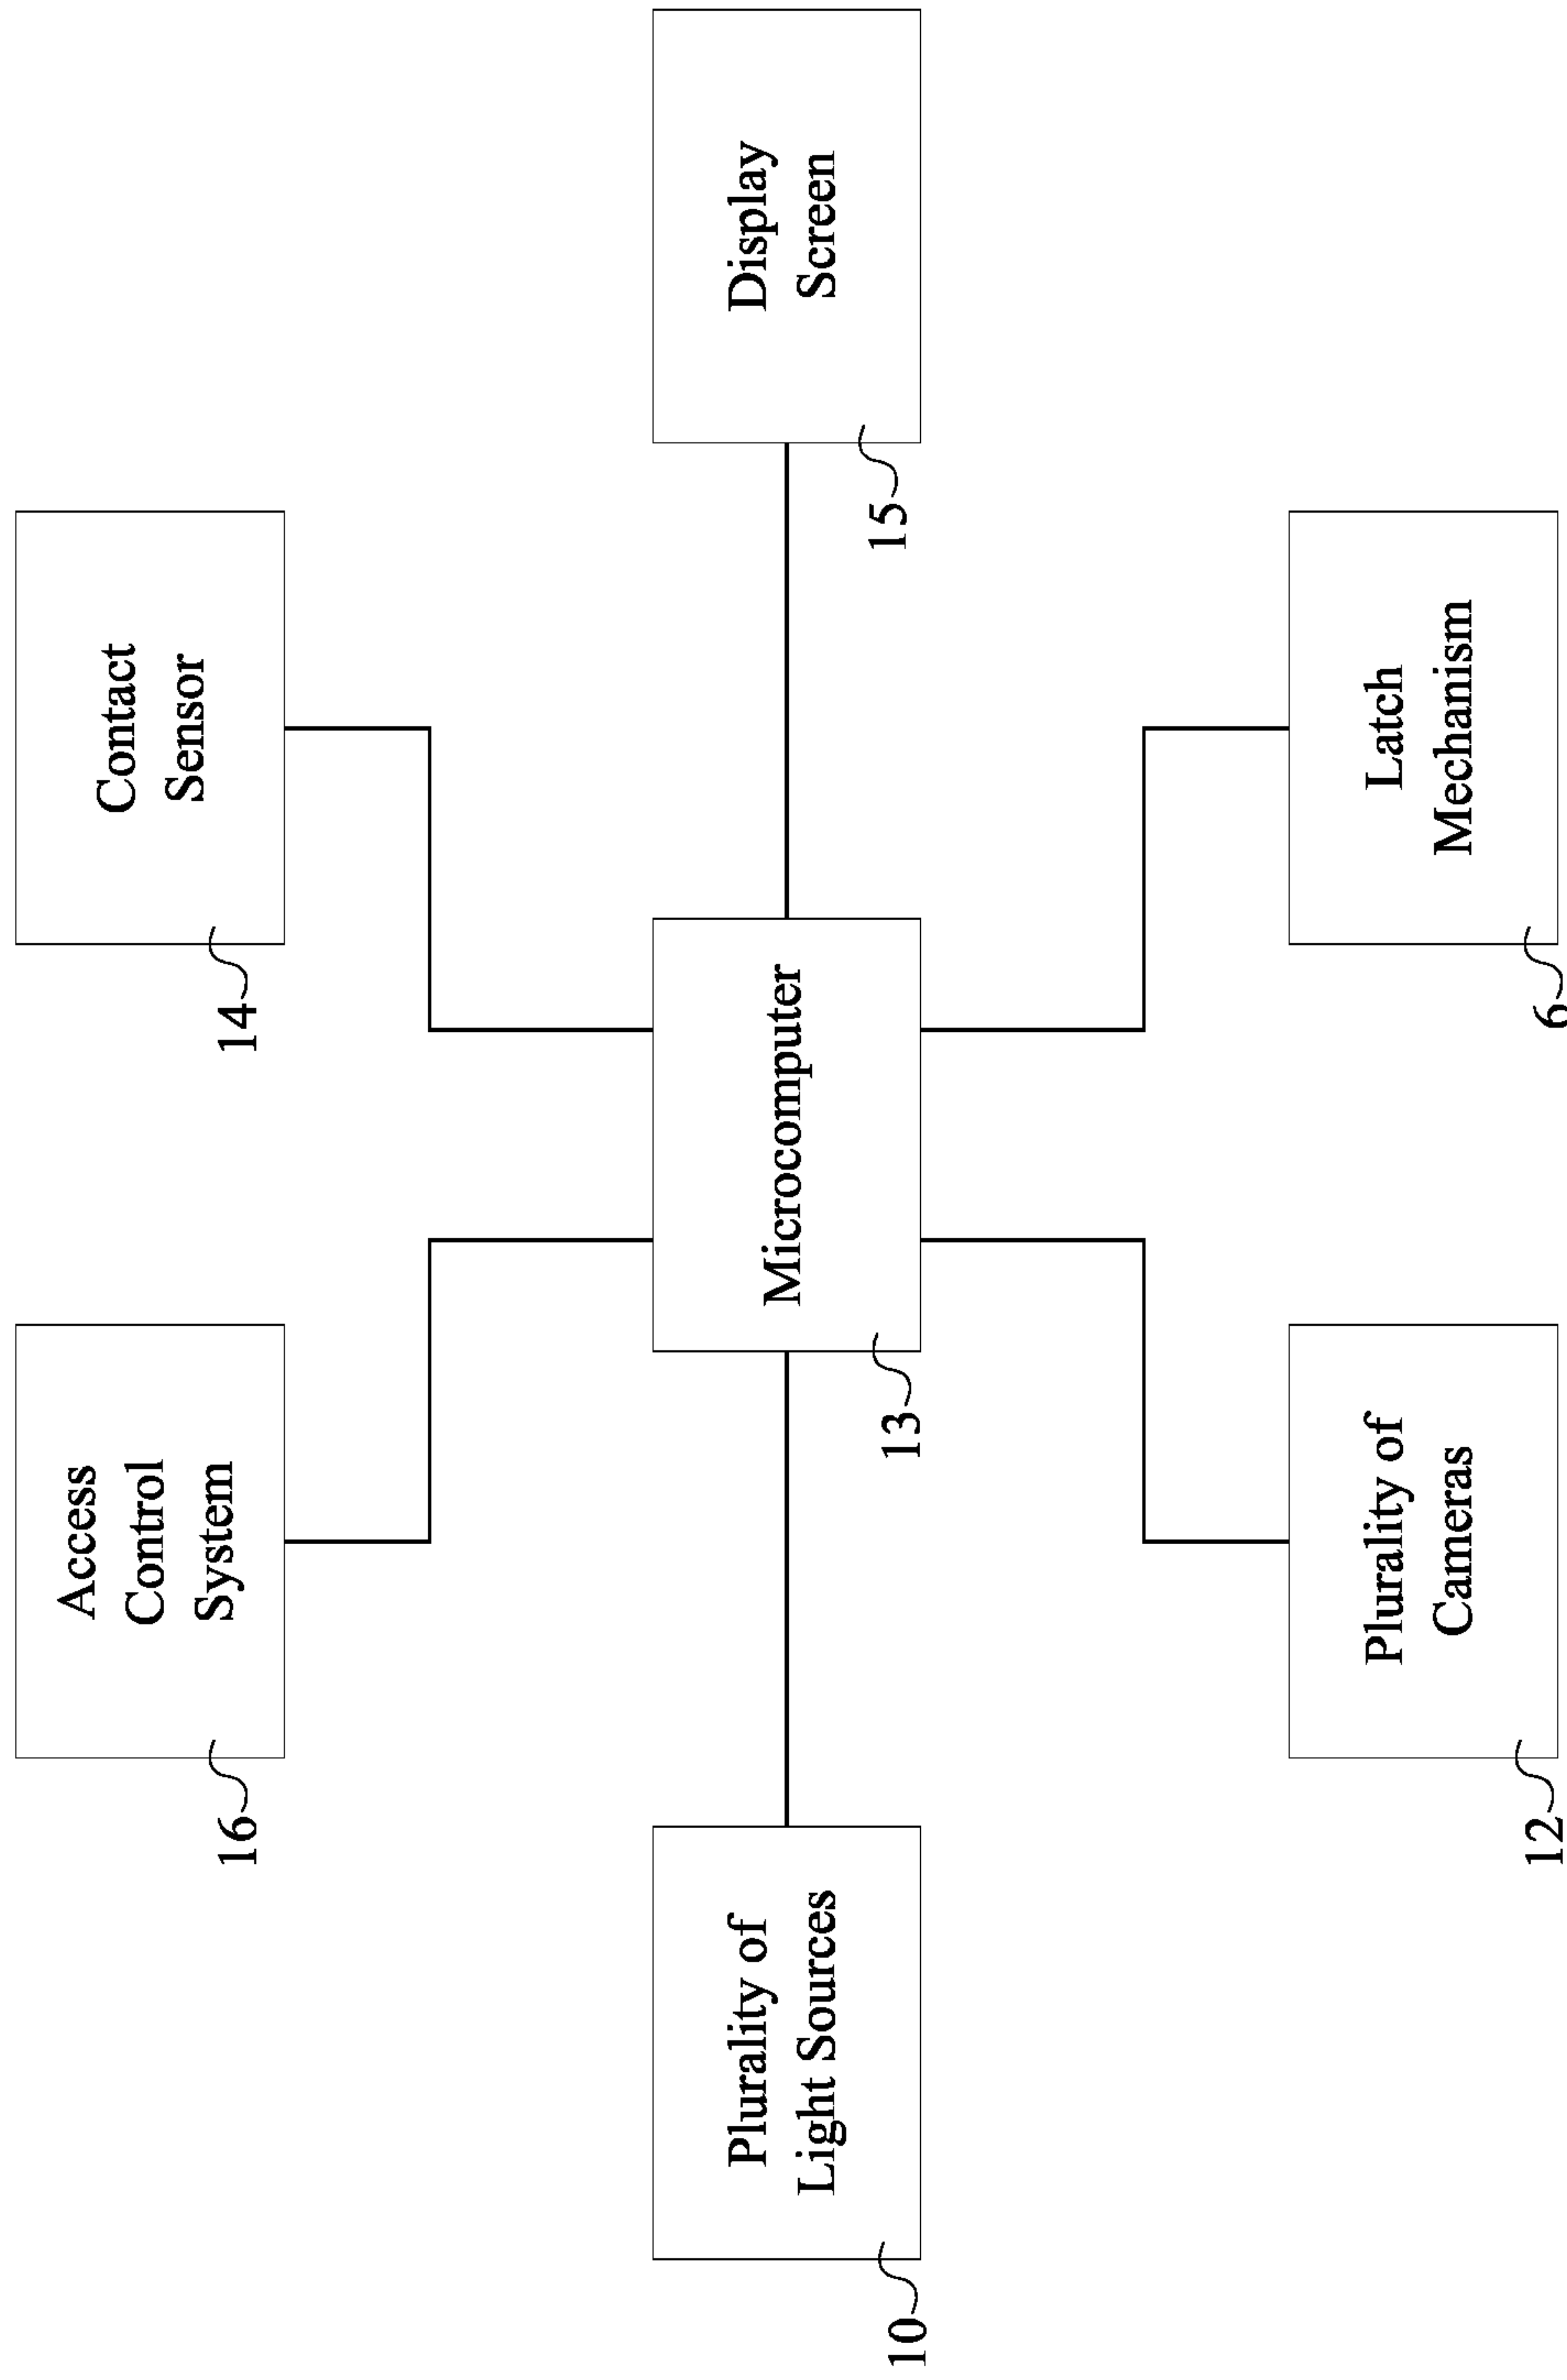 Access
Control
System
16
Contact
Sensor
14
Plurality of
Light Sources
10
Microcomputer
13
Display
Screen
15
Plurality of
Cameras
12
Latch
Mechanism
6